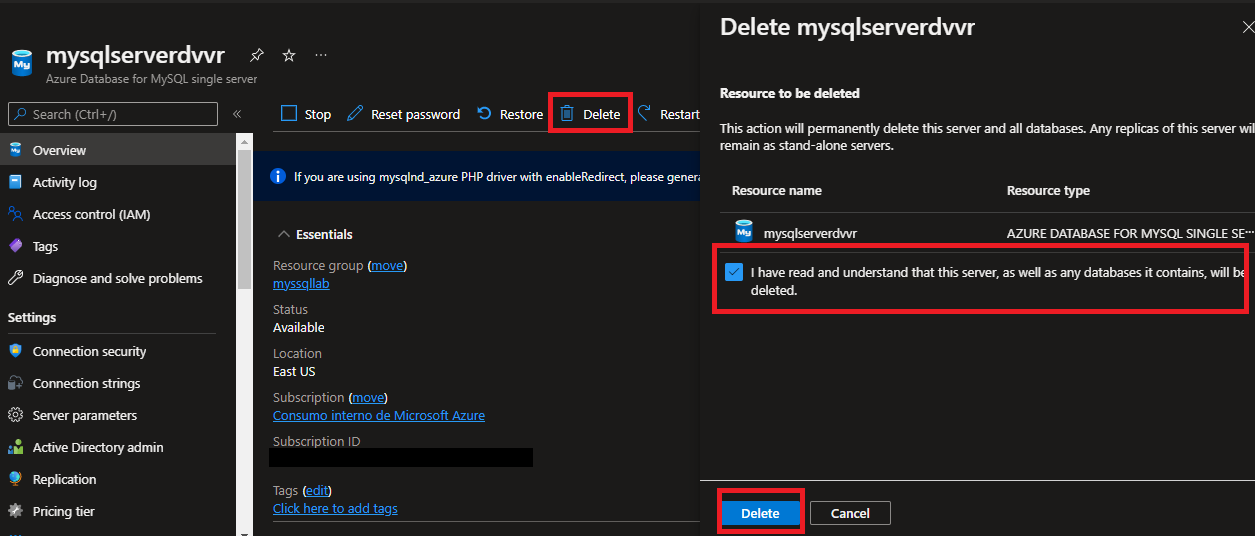 mysqlserverdvvr
Azure Database for MySQL single server
Search (Ctrl+/)
Overview
Activity log
Access control (IAM)
Tags
Diagnose and solve problems
Settings
Connection security
Connection strings
Server parameters
Active Directory admin
Replication
Pricing tier
Stop
Reset password
Restore
Delete
Restart
If you are using mysqlnd_azure PHP driver with enableRedirect, please genera
Essentials
Resource group (move)
myssqllab
Status
Available
Location
East US
Subscription (move)
Consumo interno de Microsoft Azure
Subscription ID
Tags (edit)
Click here to add tags
Delete mysqlserverdvvr
Resource to be deleted
This action will permanently delete this server and all databases. Any replicas of this server will
remain as stand-alone servers.
Resource name Resource type
My mysqlserverdvvr AZURE DATABASE FOR MYSQL SINGLE SE···
I have read and understand that this server, as well as any databases it contains, will be
deleted.
Delete Cancel